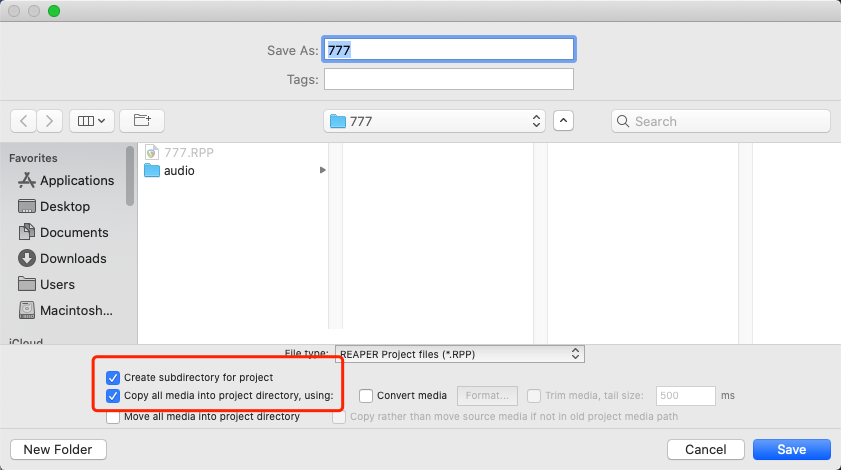 Save As: 777
Tags:
777
Search
Favorites
Applications
Desktop
Documents
Downloads
Users
Macintosh...
iCloud
777.RPP
audio
File type: REAPER Project files (*.RPP)
Create subdirectory for project
Copy all media into project directory, using: Convert media Format... Trim media, tail size: 500 ms
Move all media into project directory Copy rather than move source media if not in old project media path
New Folder Cancel Save